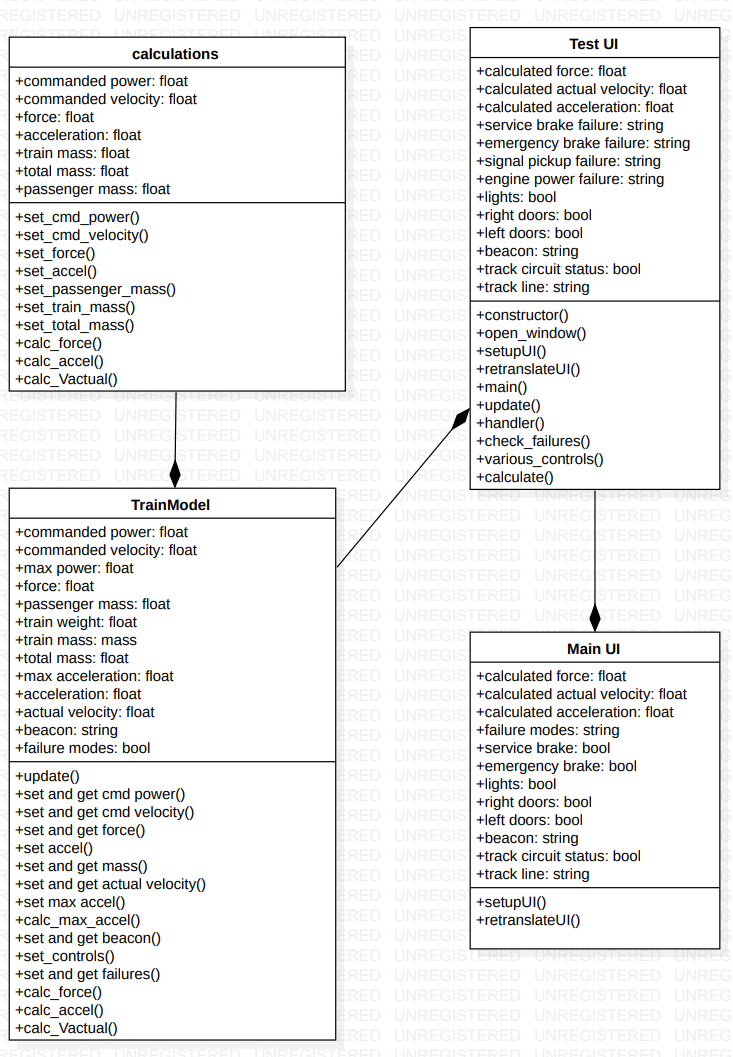 calculations
+commanded power: float
+commanded velocity: float
+force: float
+acceleration: float
+train mass: float
+total mass: float
+passenger mass: float
+set_cmd_power()
+set_cmd_velocity()
+set_force()
+set_accel()
+set_passenger_mass()
+set_train_mass()
+set_total_mass()
+calc_force()
+calc_accel()
+calc_Vactual()
TrainModel
+commanded power: float
+commanded velocity: float
+max power: float
+force: float
+passenger mass: float
+train weight: float
+train mass: mass
+total mass: float
+max acceleration: float
+acceleration: float
+actual velocity: float
+beacon: string
+failure modes: bool
+update()
+set and get cmd power()
+set and get cmd velocity()
+set and get force()
+set accel()
+set and get mass()
+set and get actual velocity()
+set max accel()
+calc_max_accel()
+set and get beacon()
+set_controls()
+set and get failures()
+calc_force()
+calc_accel()
+calc_Vactual()
Test UI
+calculated force: float
+calculated actual velocity: float
+calculated acceleration: float
+service brake failure: string
+emergency brake failure: string
+signal pickup failure: string
+engine power failure: string
+lights: bool
+right doors: bool
+left doors: bool
+beacon: string
+track circuit status: bool
+track line: string
+constructor()
+open_window()
+setupUI()
+retranslateUI()
+main()
+update()
+handler()
+check_failures()
+various_controls()
+calculate()
Main UI
+calculated force: float
+calculated actual velocity: float
+calculated acceleration: float
+failure modes: string
+service brake: bool
+emergency brake: bool
+lights: bool
+right doors: bool
+left doors: bool
+beacon: string
+track circuit status: bool
+track line: string
+setupUI()
+retranslateUI()